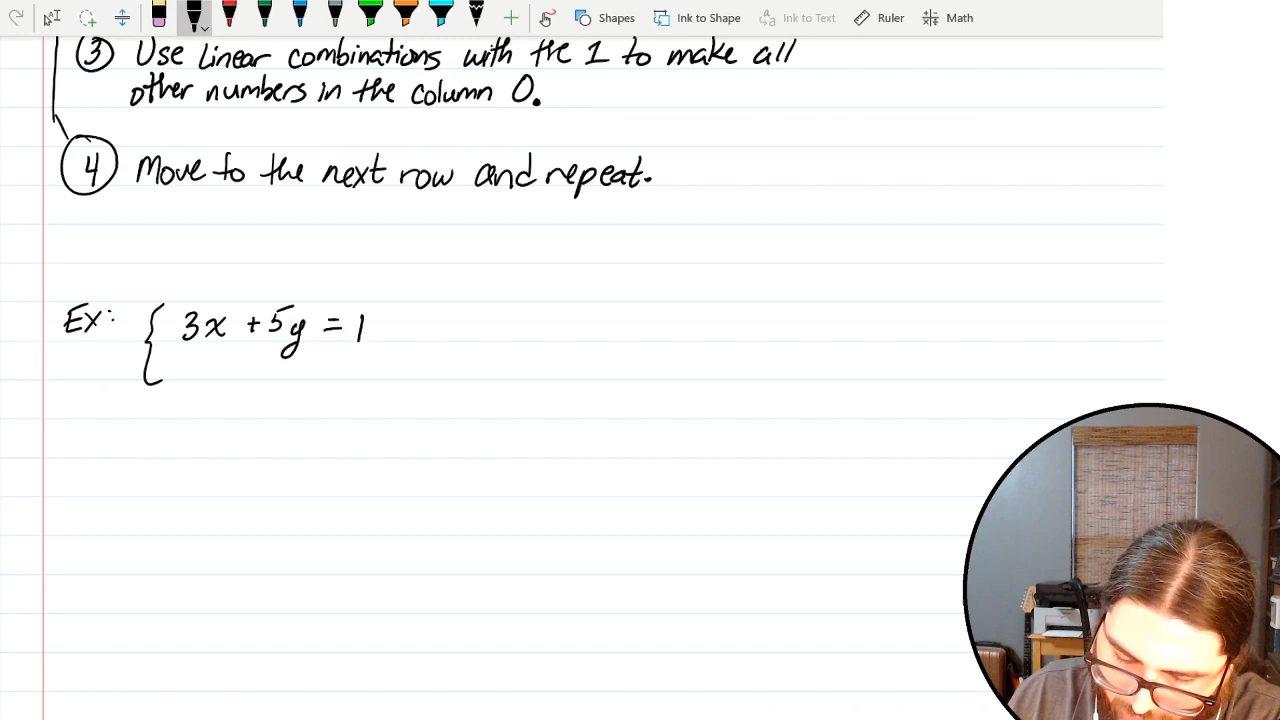 Shapes Ink to Shape Ink to Text Ruler Math
③ Use linear combinations with the 1 to make all
other numbers in the column 0.
④ Move to the next row and repeat.
Ex: { 3x + 5y = 1